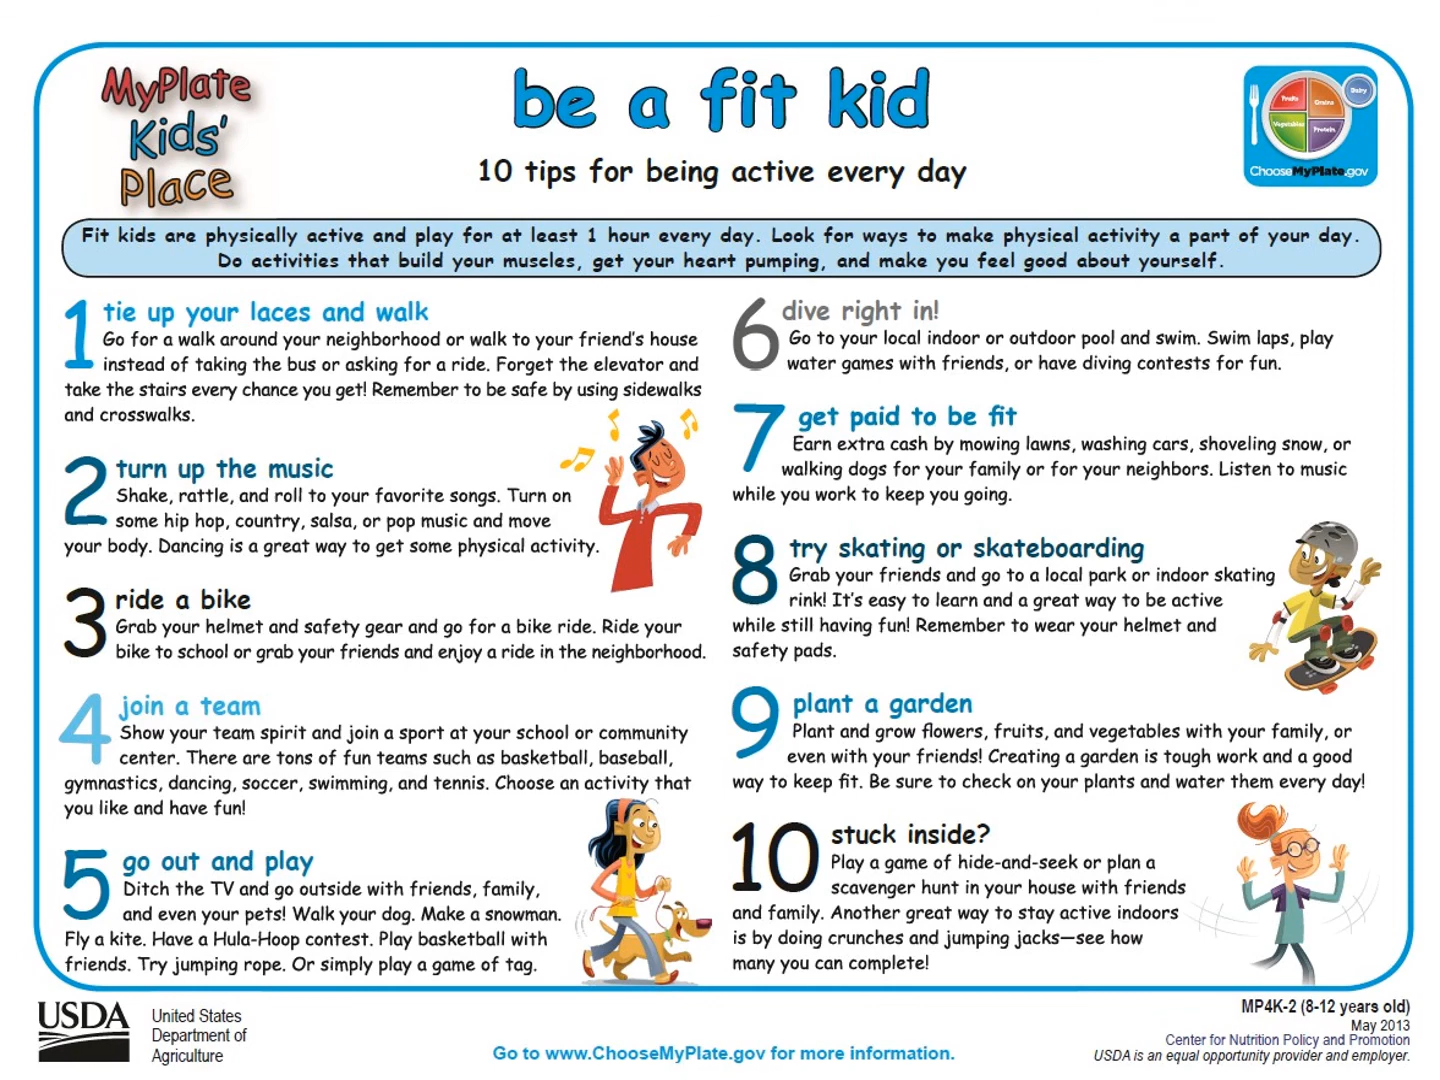 MyPlate
Kids'
Place
be a fit kid
10 tips for being active every day
Fruits
Grains
Dairy
Vegetables
Protein
ChooseMyPlate.gov
Fit kids are physically active and play for at least 1 hour every day. Look for ways to make physical activity a part of your day.
Do activities that build your muscles, get your heart pumping, and make you feel good about yourself.
1 tie up your laces and walk
Go for a walk around your neighborhood or walk to your friend's house
instead of taking the bus or asking for a ride. Forget the elevator and
take the stairs every chance you get! Remember to be safe by using sidewalks
and crosswalks.
2 turn up the music
Shake, rattle, and roll to your favorite songs. Turn on
some hip hop, country, salsa, or pop music and move
your body. Dancing is a great way to get some physical activity.
3 ride a bike
Grab your helmet and safety gear and go for a bike ride. Ride your
bike to school or grab your friends and enjoy a ride in the neighborhood.
4 join a team
Show your team spirit and join a sport at your school or community
center. There are tons of fun teams such as basketball, baseball,
gymnastics, dancing, soccer, swimming, and tennis. Choose an activity that
you like and have fun!
5 go out and play
Ditch the TV and go outside with friends, family,
and even your pets! Walk your dog. Make a snowman.
Fly a kite. Have a Hula-Hoop contest. Play basketball with
friends. Try jumping rope. Or simply play a game of tag.
6 dive right in!
Go to your local indoor or outdoor pool and swim. Swim laps, play
water games with friends, or have diving contests for fun.
7 get paid to be fit
Earn extra cash by mowing lawns, washing cars, shoveling snow, or
walking dogs for your family or for your neighbors. Listen to music
while you work to keep you going.
8 try skating or skateboarding
Grab your friends and go to a local park or indoor skating
rink! It's easy to learn and a great way to be active
while still having fun! Remember to wear your helmet and
safety pads.
9 plant a garden
Plant and grow flowers, fruits, and vegetables with your family, or
even with your friends! Creating a garden is tough work and a good
way to keep fit. Be sure to check on your plants and water them every day!
10 stuck inside?
Play a game of hide-and-seek or plan a
scavenger hunt in your house with friends
and family. Another great way to stay active indoors
is by doing crunches and jumping jacks—see how
many you can complete!
USDA
United States
Department of
Agriculture
Go to www.ChooseMyPlate.gov for more information.
MP4K-2 (8-12 years old)
May 2013
Center for Nutrition Policy and Promotion
USDA is an equal opportunity provider and employer.